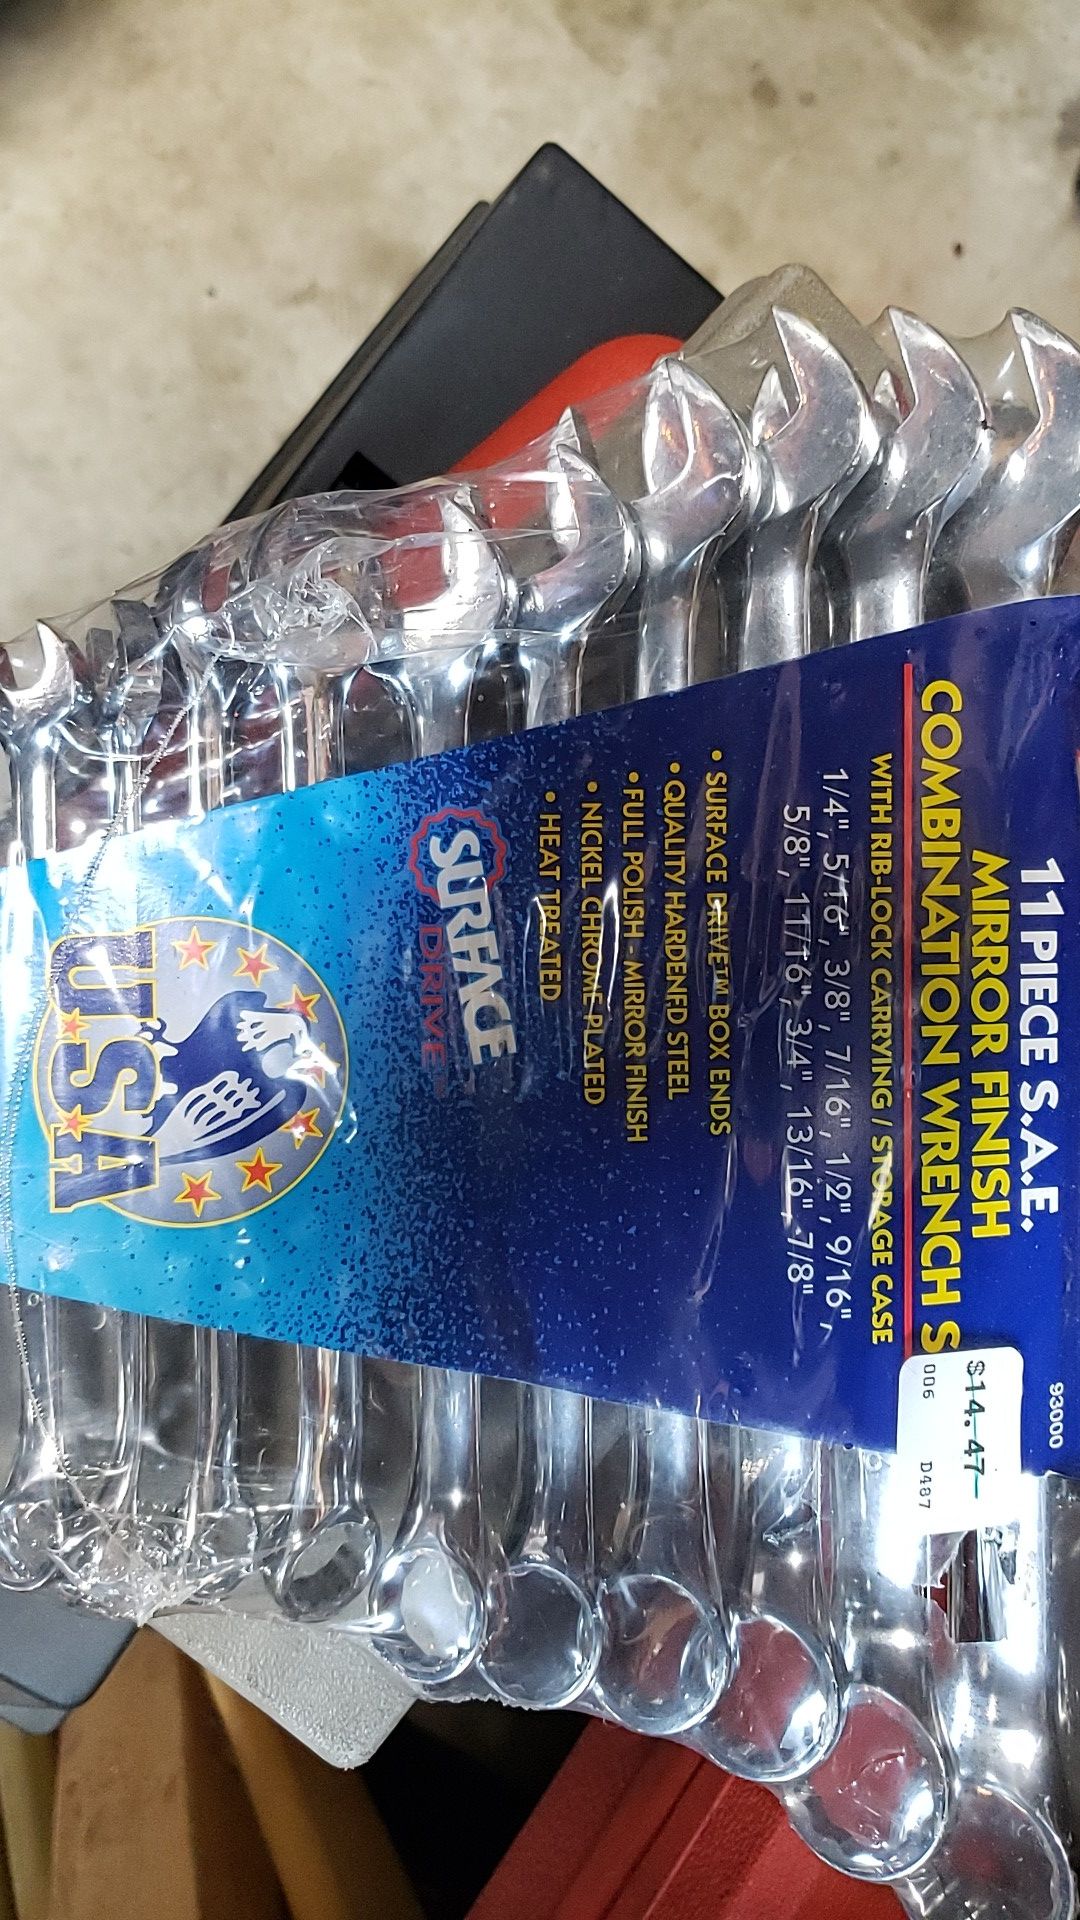 93000
11 PIECE S.A.E.
MIRROR FINISH
COMBINATION WRENCH S
WITH RIB-LOCK CARRYING / STORAGE CASE
1/4", 5/16", 3/8", 7/16", 1/2", 9/16",
5/8", 11/16", 3/4", 13/16", 7/8"
• SURFACE DRIVE™ BOX ENDS
• QUALITY HARDENED STEEL
• FULL POLISH - MIRROR FINISH
• NICKEL CHROME PLATED
• HEAT TREATED
SURFACE
DRIVE™
USA
$14.47
006 D487